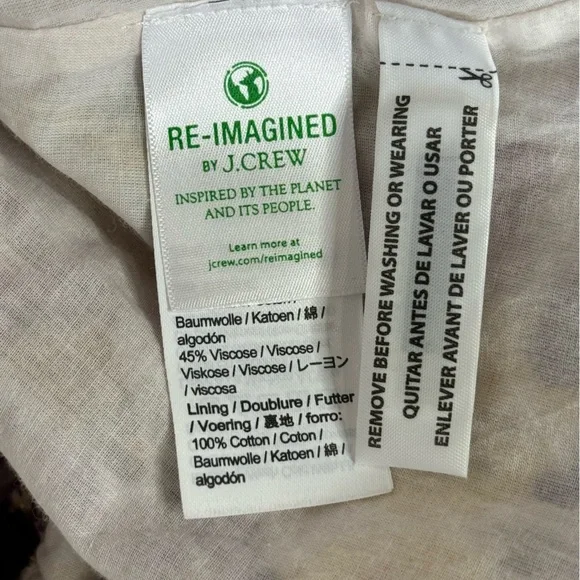 RE-IMAGINED
BY J.CREW
INSPIRED BY THE PLANET
AND ITS PEOPLE.
Learn more at
jcrew.com/reimagined
Baumwolle / Katoen / 綿 /
algodón
45% Viscose / Viscose /
Viskose / Viscose / レーヨン
/ viscosa
Lining / Doublure / Futter
/ Voering / 裏地 / forro:
100% Cotton / Coton /
Baumwolle / Katoen / 綿 /
algodón
REMOVE BEFORE WASHING OR WEARING
QUITAR ANTES DE LAVAR O USAR
ENLEVER AVANT DE LAVER OU PORTER